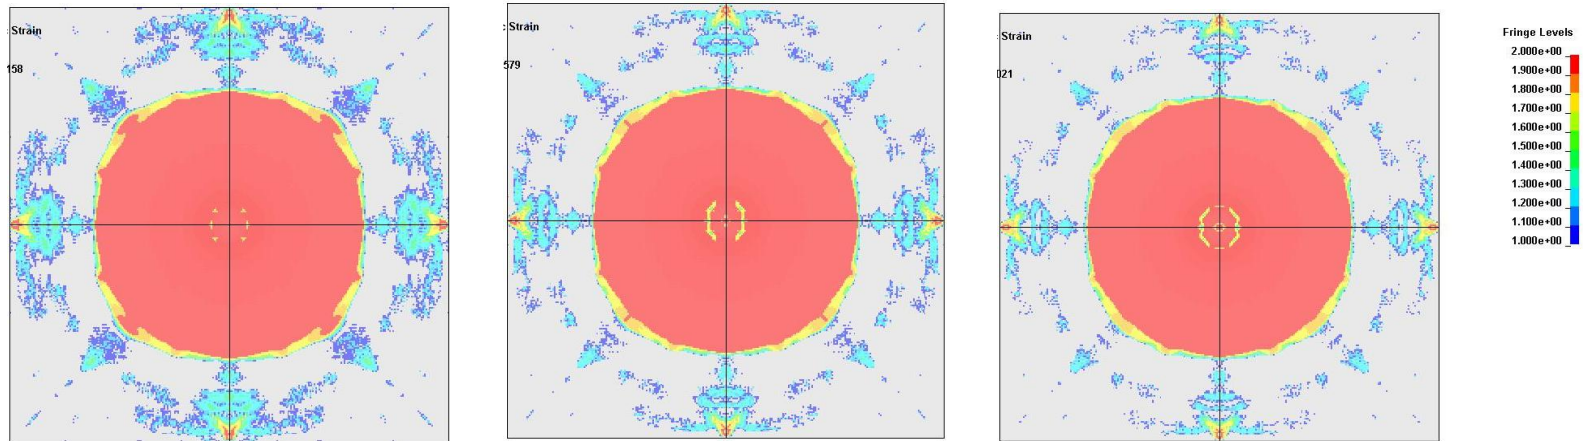 : Strain
158
: Strain
579
: Strain
021
Fringe Levels
2.000e+00
1.900e+00
1.800e+00
1.700e+00
1.600e+00
1.500e+00
1.400e+00
1.300e+00
1.200e+00
1.100e+00
1.000e+00